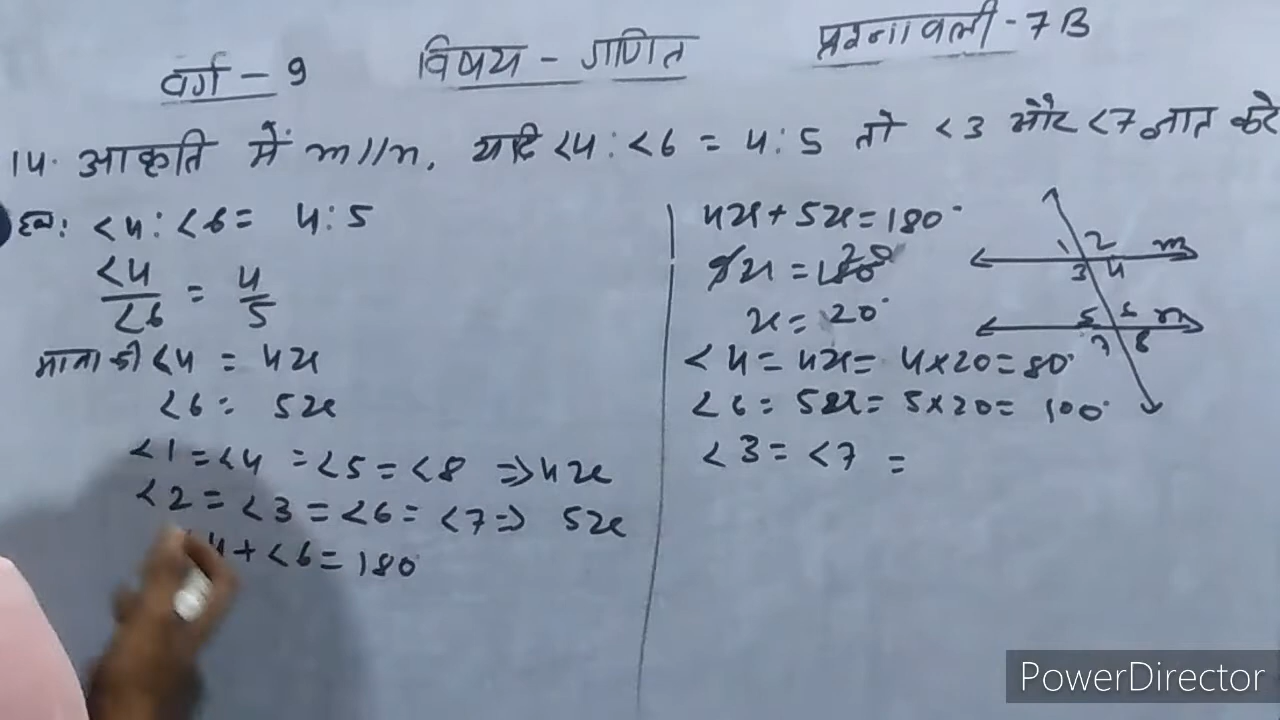 वर्ग - 9 विषय - गणित प्रश्नावली - 7B
14. आकृति में m//n. यदि <4 : <6 = 4 : 5 तो <3 और <7 ज्ञात करे
हल: <4 : <6 = 4 : 5
<4/<6 = 4/5
माना की <4 = 4x
<6 = 5x
<1 = <4 = <5 = <8 => 4x
<2 = <3 = <6 = <7 => 5x
<4 + <6 = 180
4x + 5x = 180°
9x = 180 20
x = 20°
<4 = 4x = 4×20 = 80°
<6 = 5x = 5×20 = 100°
<3 = <7 =
1 2 m
3 4
5 6 n
7 8
PowerDirector